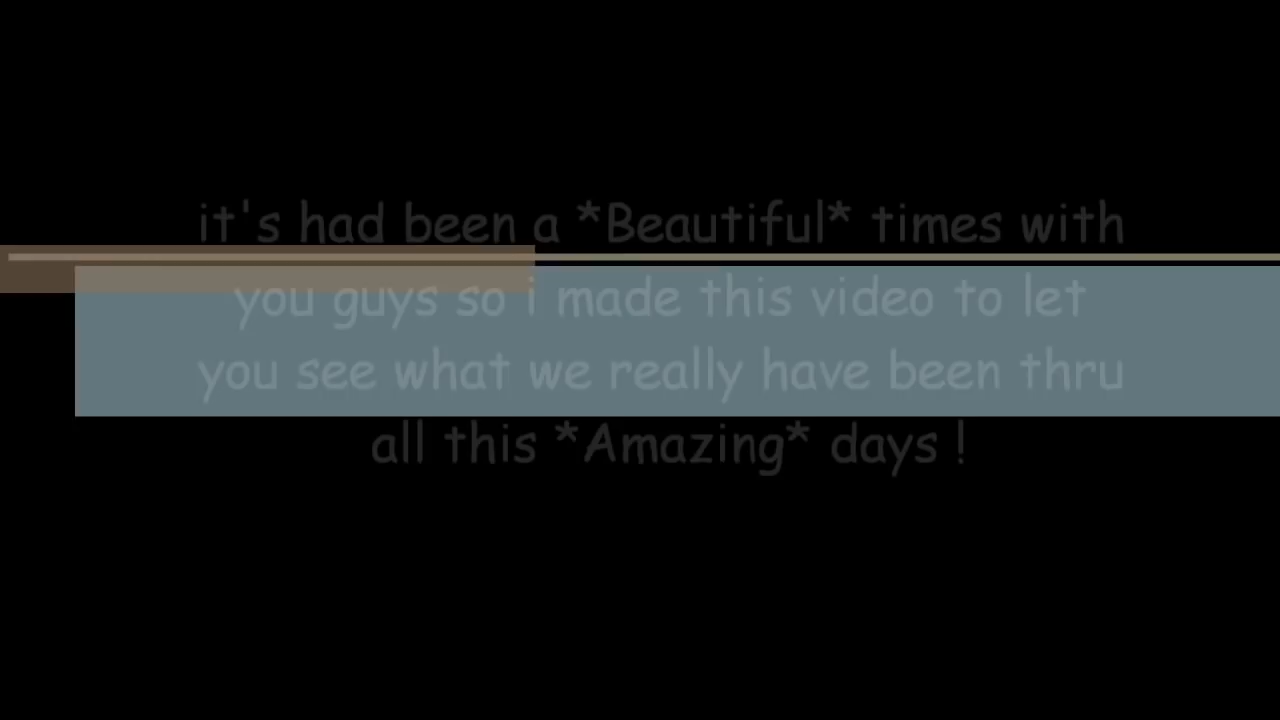 it's had been a *Beautiful* times with
you guys so i made this video to let
you see what we really have been thru
all this *Amazing* days !